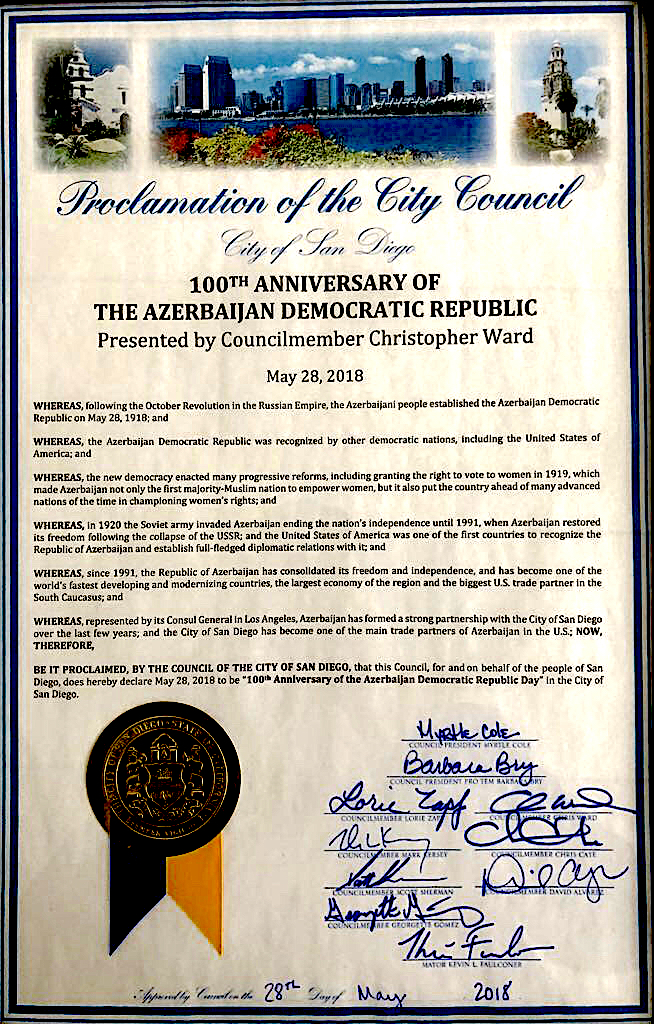 Proclamation of the City Council
City of San Diego
100TH ANNIVERSARY OF
THE AZERBAIJAN DEMOCRATIC REPUBLIC
Presented by Councilmember Christopher Ward
May 28, 2018
WHEREAS, following the October Revolution in the Russian Empire, the Azerbaijani people established the Azerbaijan Democratic
Republic on May 28, 1918; and
WHEREAS, the Azerbaijan Democratic Republic was recognized by other democratic nations, including the United States of
America; and
WHEREAS, the new democracy enacted many progressive reforms, including granting the right to vote to women in 1919, which
made Azerbaijan not only the first majority-Muslim nation to empower women, but it also put the country ahead of many advanced
nations of the time in championing women's rights; and
WHEREAS, in 1920 the Soviet army invaded Azerbaijan ending the nation's independence until 1991, when Azerbaijan restored
its freedom following the collapse of the USSR; and the United States of America was one of the first countries to recognize the
Republic of Azerbaijan and establish full-fledged diplomatic relations with it; and
WHEREAS, since 1991, the Republic of Azerbaijan has consolidated its freedom and independence, and has become one of the
world's fastest developing and modernizing countries, the largest economy of the region and the biggest U.S. trade partner in the
South Caucasus; and
WHEREAS, represented by its Consul General in Los Angeles, Azerbaijan has formed a strong partnership with the City of San Diego
over the last few years; and the City of San Diego has become one of the main trade partners of Azerbaijan in the U.S.; NOW,
THEREFORE,
BE IT PROCLAIMED, BY THE COUNCIL OF THE CITY OF SAN DIEGO, that this Council, for and on behalf of the people of San
Diego, does hereby declare May 28, 2018 to be "100th Anniversary of the Azerbaijan Democratic Republic Day" in the City of
San Diego.
Myrtle Cole
COUNCIL PRESIDENT MYRTLE COLE
Barbara Bry
COUNCIL PRESIDENT PRO TEM BARBARA BRY
Lorie Zapf
COUNCILMEMBER LORIE ZAPF COUNCILMEMBER CHRIS WARD
COUNCILMEMBER MARK KERSEY COUNCILMEMBER CHRIS CATE
COUNCILMEMBER SCOTT SHERMAN COUNCILMEMBER DAVID ALVAREZ
COUNCILMEMBER GEORGETTE GOMEZ
MAYOR KEVIN L. FAULCONER
Approved by Council on the 28th Day of May 2018